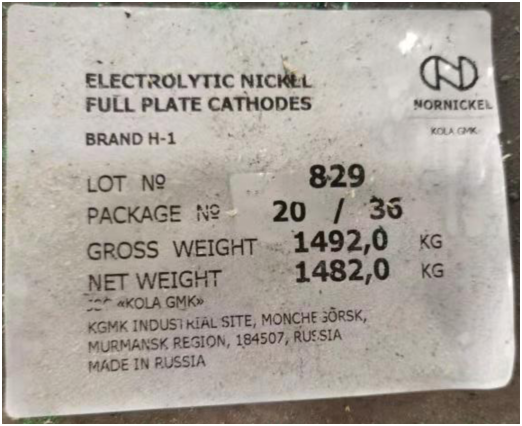 ELECTROLYTIC NICKEL
FULL PLATE CATHODES
NORNICKEL
KOLA GMK
BRAND H-1
LOT № 829
PACKAGE № 20 / 36
GROSS WEIGHT 1492,0 KG
NET WEIGHT 1482,0 KG
«KOLA GMK»
KGMK INDUSTRIAL SITE, MONCHEGORSK,
MURMANSK REGION, 184507, RUSSIA
MADE IN RUSSIA